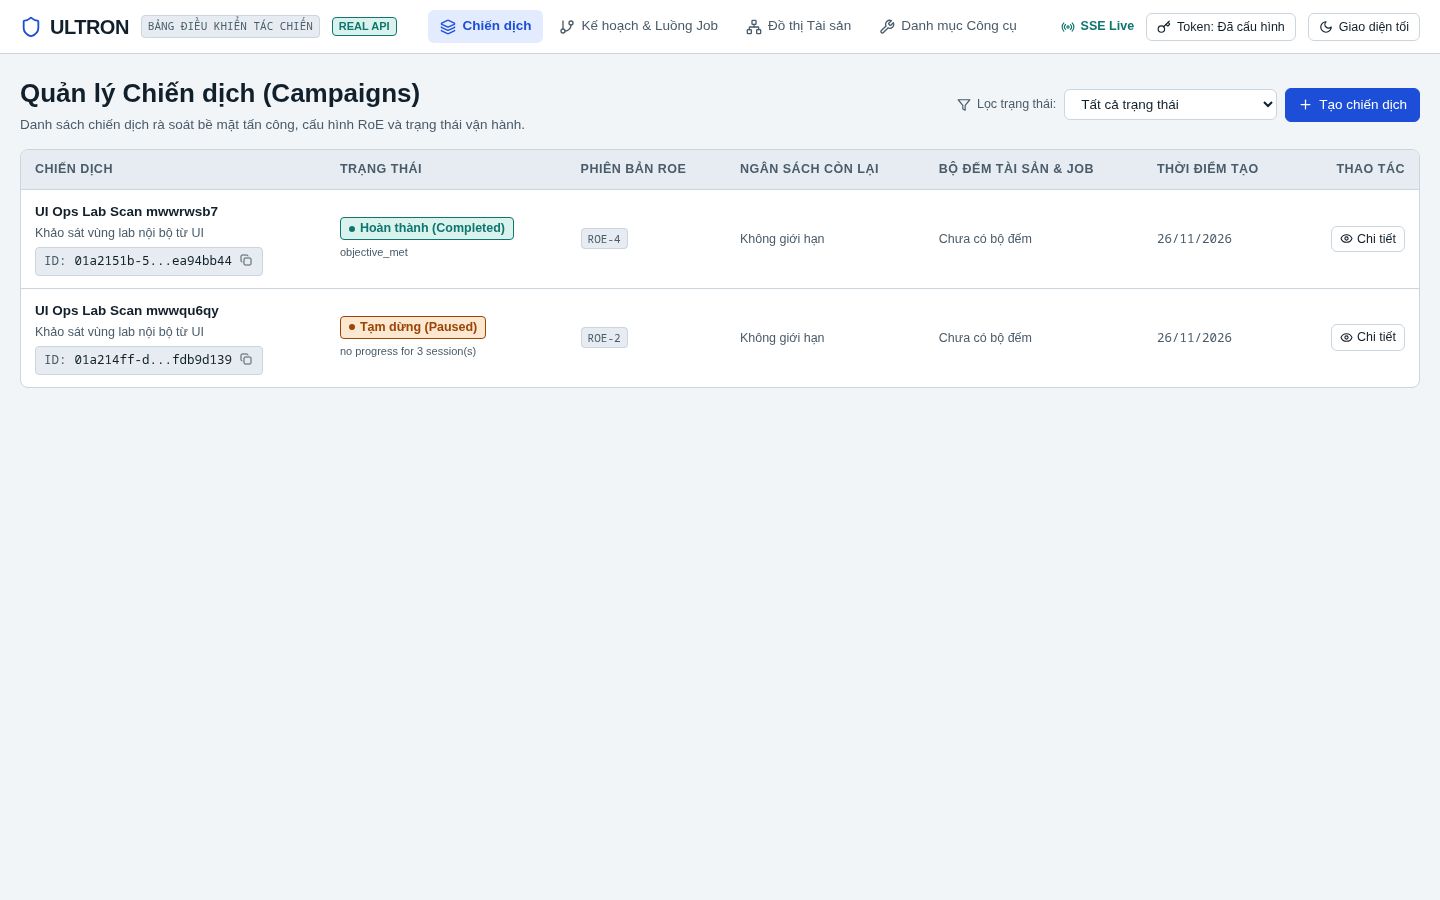 ULTRON
BẢNG ĐIỀU KHIỂN TÁC CHIẾN
REAL API
Chiến dịch
Kế hoạch & Luồng Job
Đồ thị Tài sản
Danh mục Công cụ
SSE Live
Token: Đã cấu hình
Giao diện tối
Quản lý Chiến dịch (Campaigns)
Danh sách chiến dịch rà soát bề mặt tấn công, cấu hình RoE và trạng thái vận hành.
Lọc trạng thái:
Tất cả trạng thái
Tạo chiến dịch
CHIẾN DỊCH
TRẠNG THÁI
PHIÊN BẢN ROE
NGÂN SÁCH CÒN LẠI
BỘ ĐẾM TÀI SẢN & JOB
THỜI ĐIỂM TẠO
THAO TÁC
UI Ops Lab Scan mwwrwsb7
Khảo sát vùng lab nội bộ từ UI
ID: 01a2151b-5...ea94bb44
Hoàn thành (Completed)
objective_met
ROE-4
Không giới hạn
Chưa có bộ đếm
26/11/2026
Chi tiết
UI Ops Lab Scan mwwqu6qy
Khảo sát vùng lab nội bộ từ UI
ID: 01a214ff-d...fdb9d139
Tạm dừng (Paused)
no progress for 3 session(s)
ROE-2
Không giới hạn
Chưa có bộ đếm
26/11/2026
Chi tiết